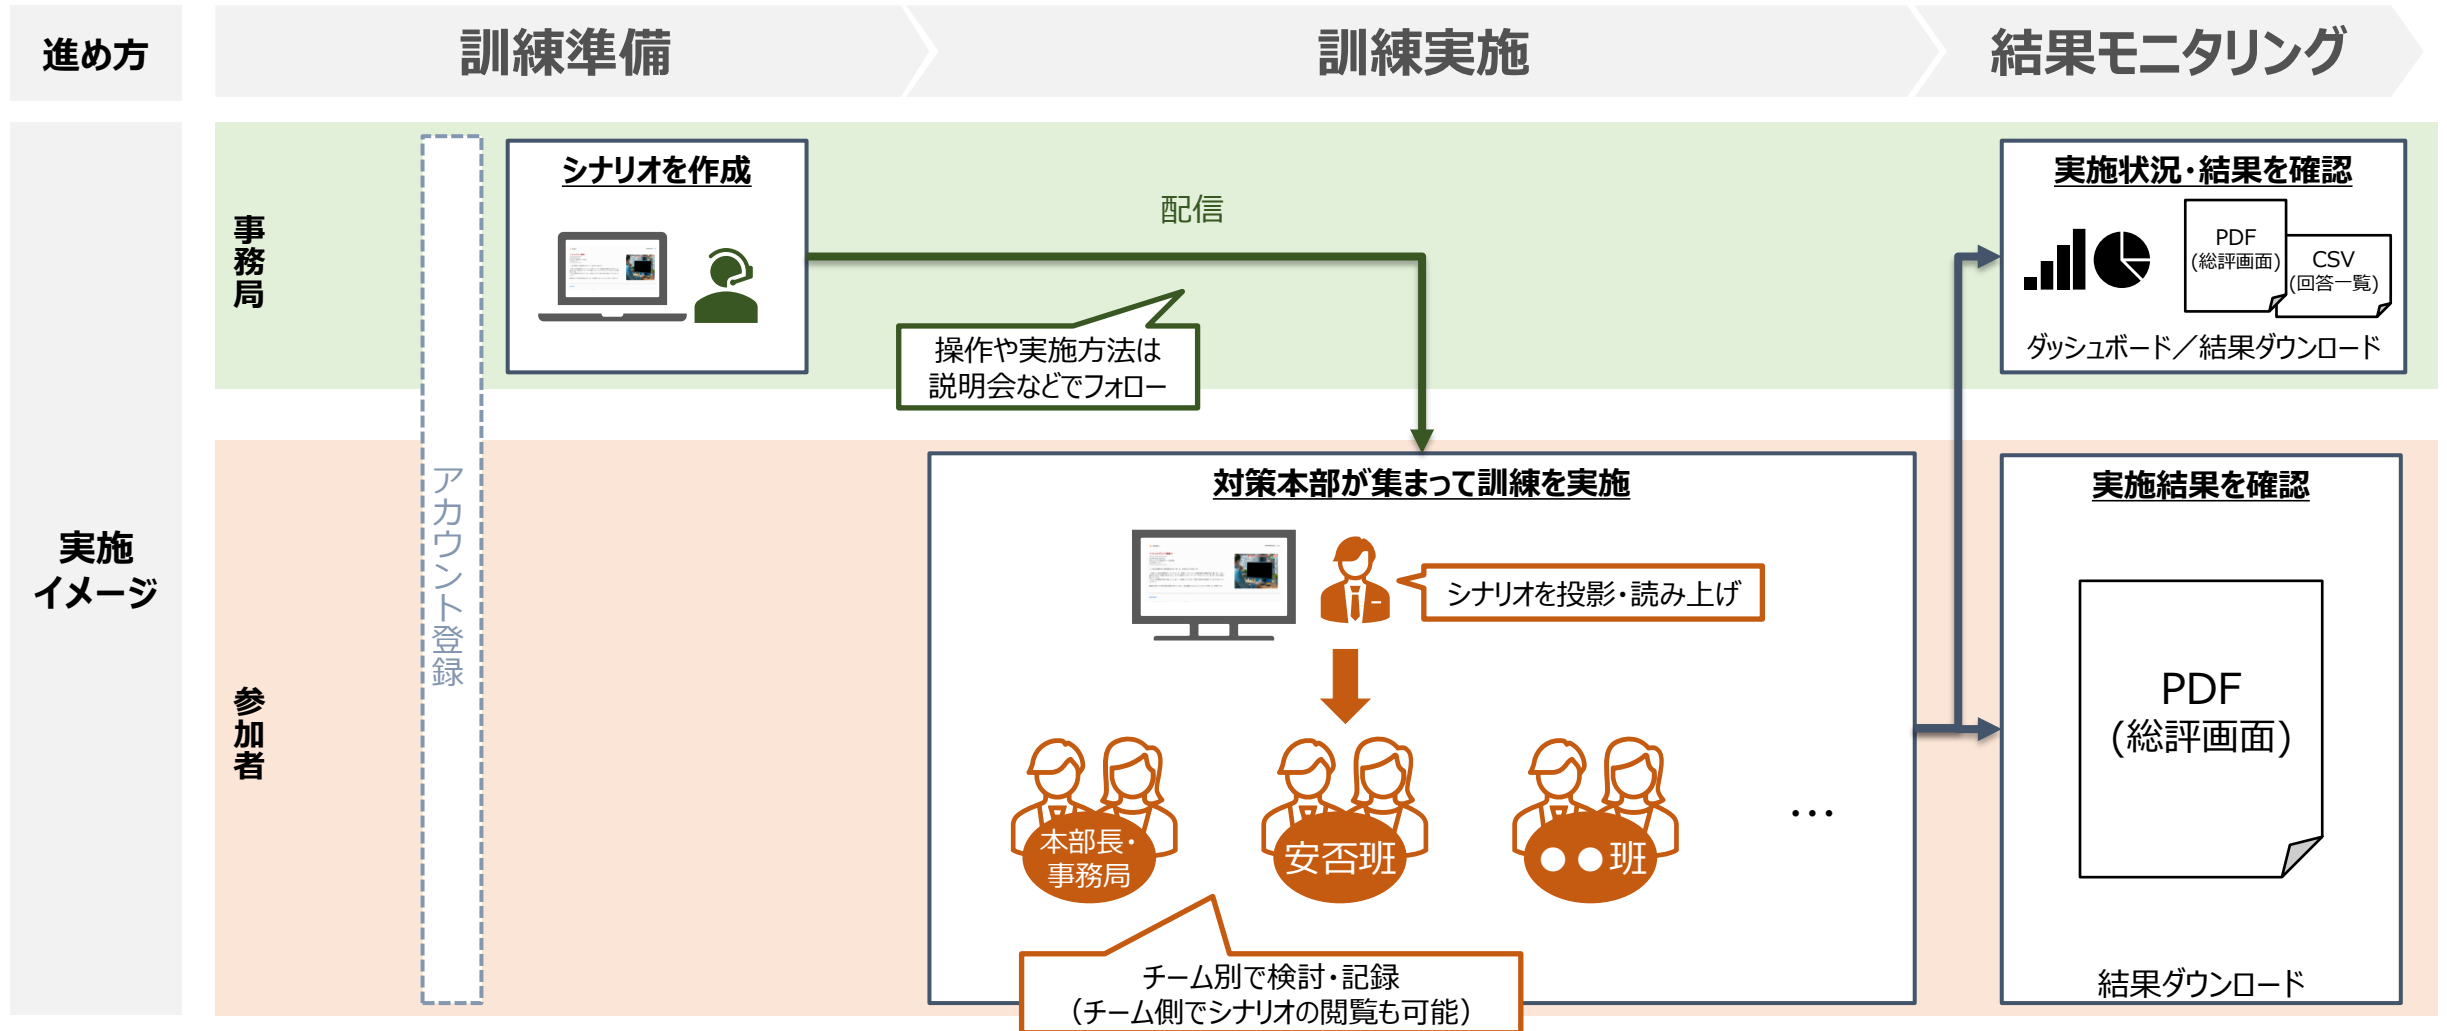 進め方
訓練準備
訓練実施
結果モニタリング
実施
イメージ
事務局
アカウント登録
シナリオを作成
配信
操作や実施方法は
説明会などでフォロー
実施状況・結果を確認
PDF
(総評画面)
CSV
(回答一覧)
ダッシュボード／結果ダウンロード
参加者
対策本部が集まって訓練を実施
シナリオを投影・読み上げ
本部長・
事務局
安否班
●●班
…
チーム別で検討・記録
（チーム側でシナリオの閲覧も可能）
実施結果を確認
PDF
(総評画面)
結果ダウンロード